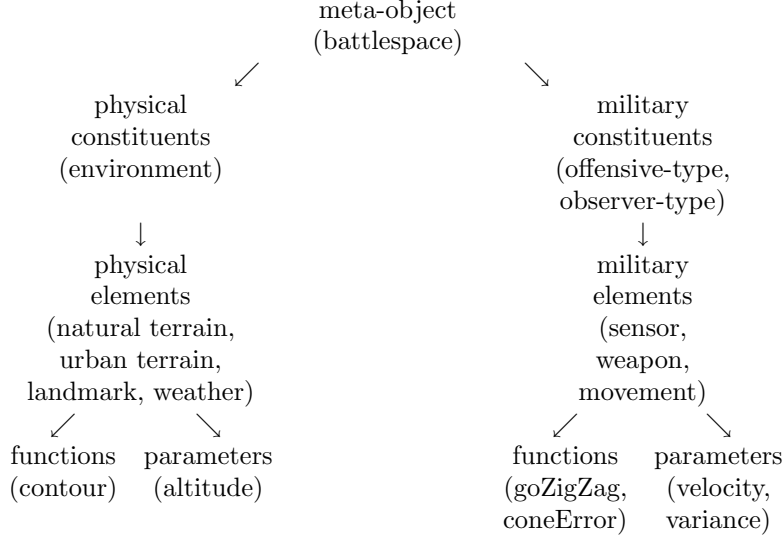 meta-object
(battlespace)
physical
constituents
(environment)
military
constituents
(offensive-type,
observer-type)
physical
elements
(natural terrain,
urban terrain,
landmark, weather)
military
elements
(sensor,
weapon,
movement)
functions
(contour)
parameters
(altitude)
functions
(goZigZag,
coneError)
parameters
(velocity,
variance)